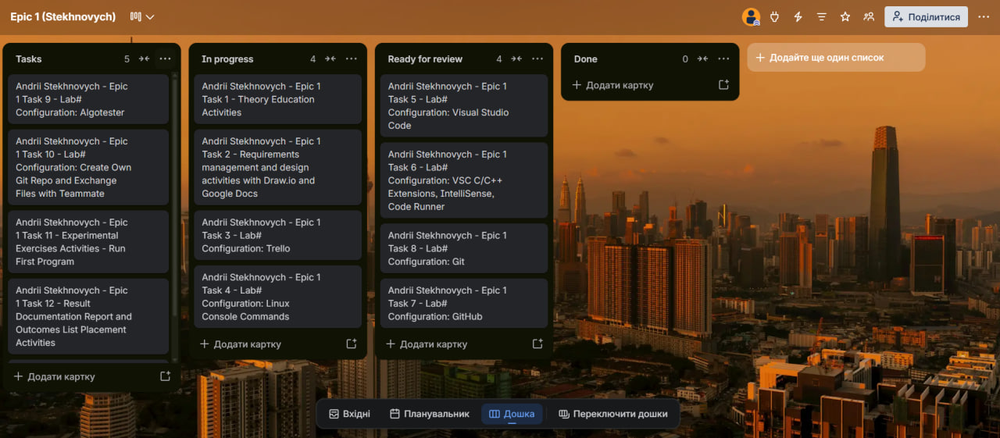 Epic 1 (Stekhnovych)
Поділитися
Tasks
5
Andrii Stekhnovych - Epic
1 Task 9 - Lab#
Configuration: Algotester
Andrii Stekhnovych - Epic
1 Task 10 - Lab#
Configuration: Create Own
Git Repo and Exchange
Files with Teammate
Andrii Stekhnovych - Epic
1 Task 11 - Experimental
Exercises Activities - Run
First Program
Andrii Stekhnovych - Epic
1 Task 12 - Result
Documentation Report and
Outcomes List Placement
Activities
Додати картку
In progress
4
Andrii Stekhnovych - Epic 1
Task 1 - Theory Education
Activities
Andrii Stekhnovych - Epic 1
Task 2 - Requirements
management and design
activities with Draw.io and
Google Docs
Andrii Stekhnovych - Epic 1
Task 3 - Lab#
Configuration: Trello
Andrii Stekhnovych - Epic 1
Task 4 - Lab#
Configuration: Linux
Console Commands
Додати картку
Ready for review
4
Andrii Stekhnovych - Epic 1
Task 5 - Lab#
Configuration: Visual Studio
Code
Andrii Stekhnovych - Epic 1
Task 6 - Lab#
Configuration: VSC C/C++
Extensions, IntelliSense,
Code Runner
Andrii Stekhnovych - Epic 1
Task 8 - Lab#
Configuration: Git
Andrii Stekhnovych - Epic 1
Task 7 - Lab#
Configuration: GitHub
Додати картку
Done
0
Додати картку
Додайте ще один список
Вхідні
Планувальник
Дошка
Переключити дошки